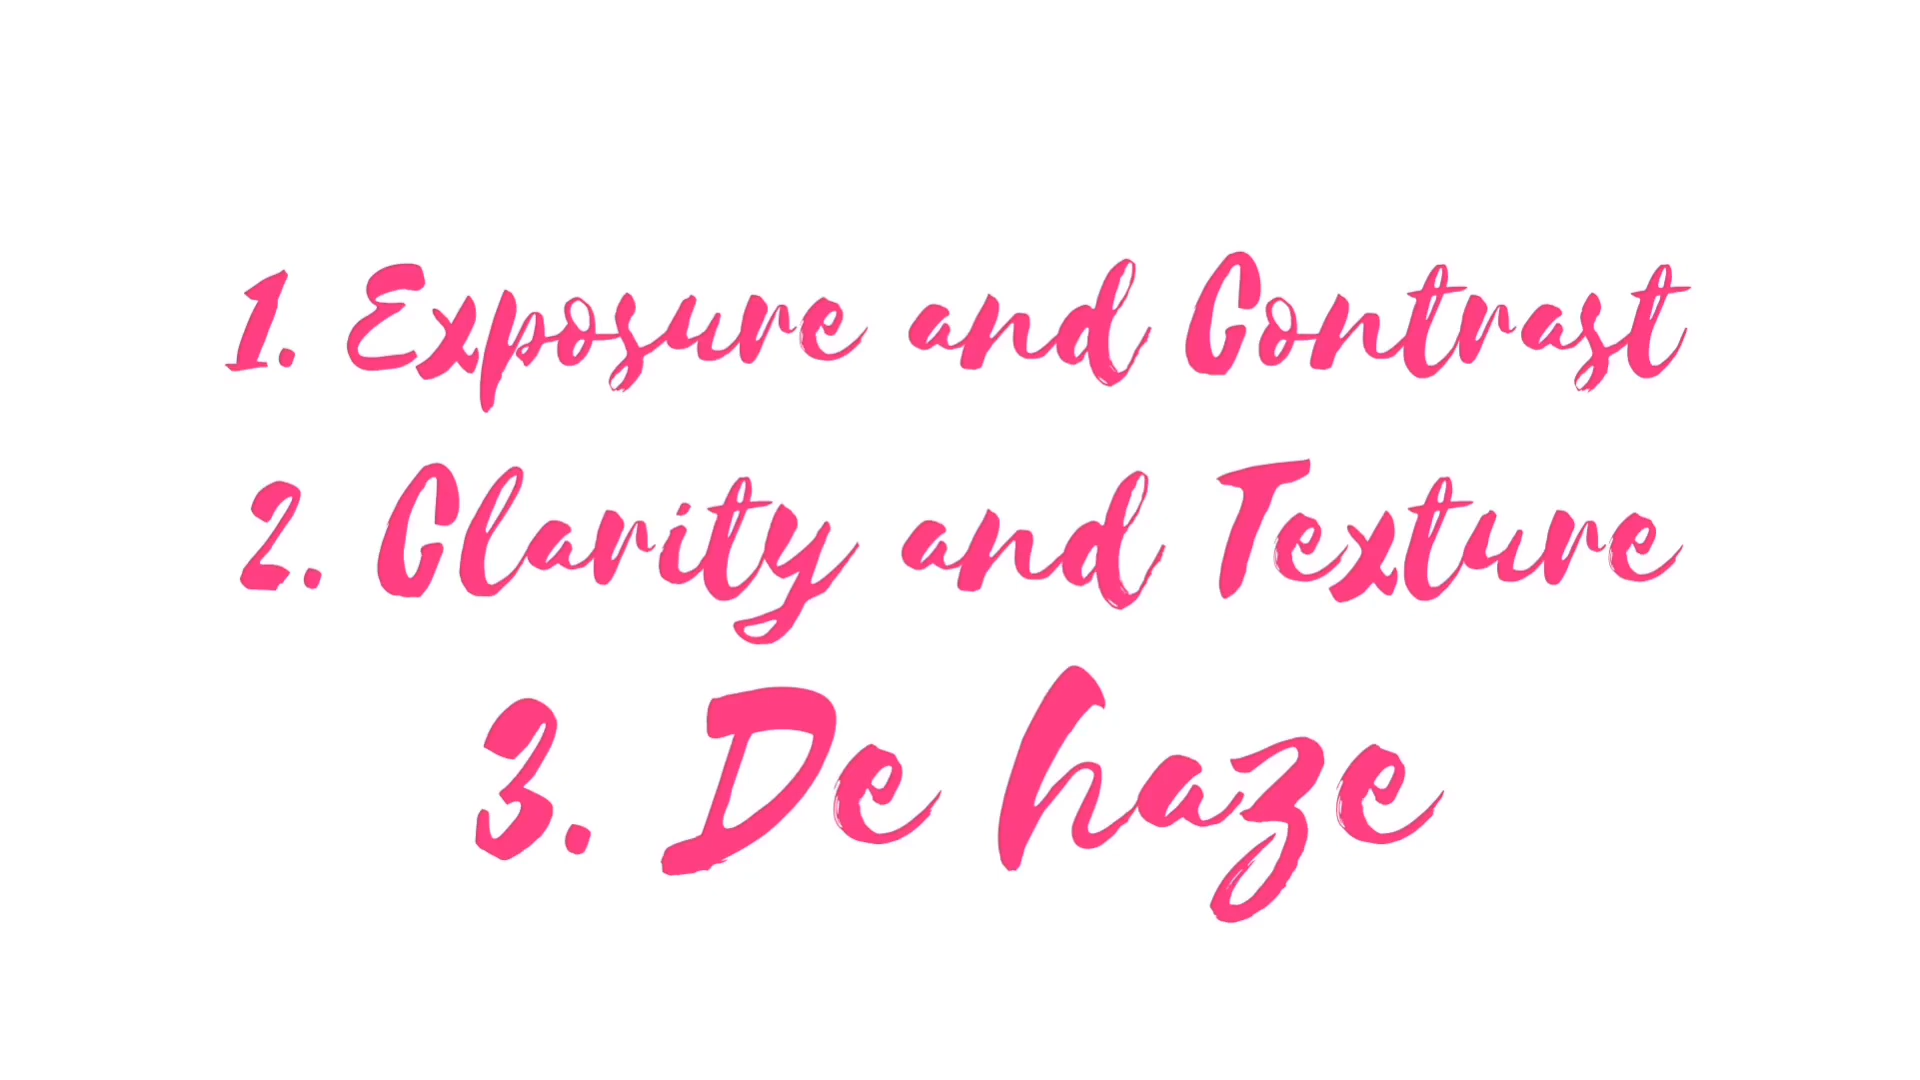 1. Exposure and Contrast
2. Clarity and Texture
3. De haze